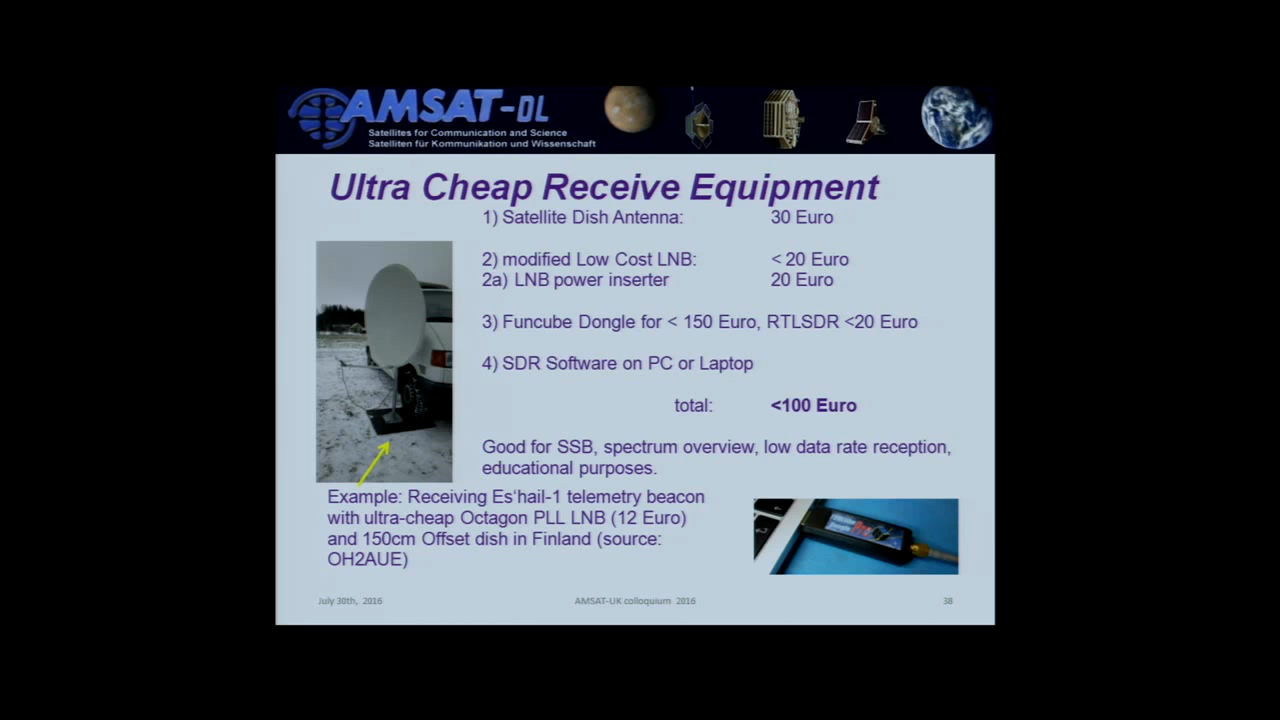 AMSAT-DL
Satellites for Communication and Science
Satelliten für Kommunikation und Wissenschaft
Ultra Cheap Receive Equipment
1) Satellite Dish Antenna: 30 Euro
2) modified Low Cost LNB: < 20 Euro
2a) LNB power inserter 20 Euro
3) Funcube Dongle for < 150 Euro, RTLSDR <20 Euro
4) SDR Software on PC or Laptop
total: <100 Euro
Good for SSB, spectrum overview, low data rate reception,
educational purposes.
Example: Receiving Es‘hail-1 telemetry beacon
with ultra-cheap Octagon PLL LNB (12 Euro)
and 150cm Offset dish in Finland (source:
OH2AUE)
July 30th, 2016 AMSAT-UK colloquium 2016 38